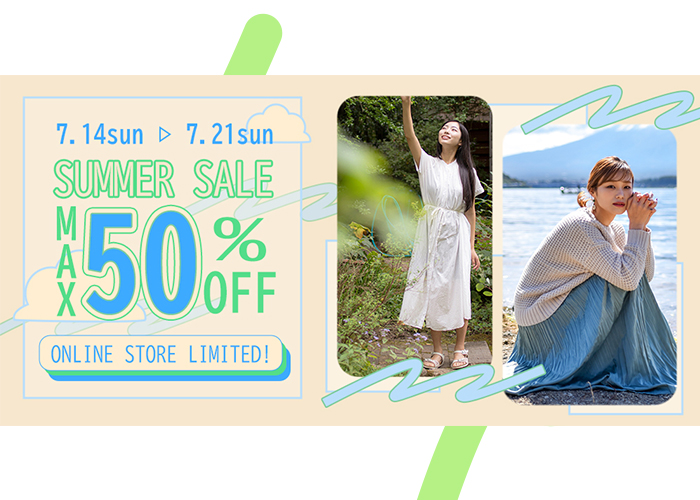 7.14sun ▷ 7.21sun
SUMMER SALE
MAX
50%
OFF
ONLINE STORE LIMITED!